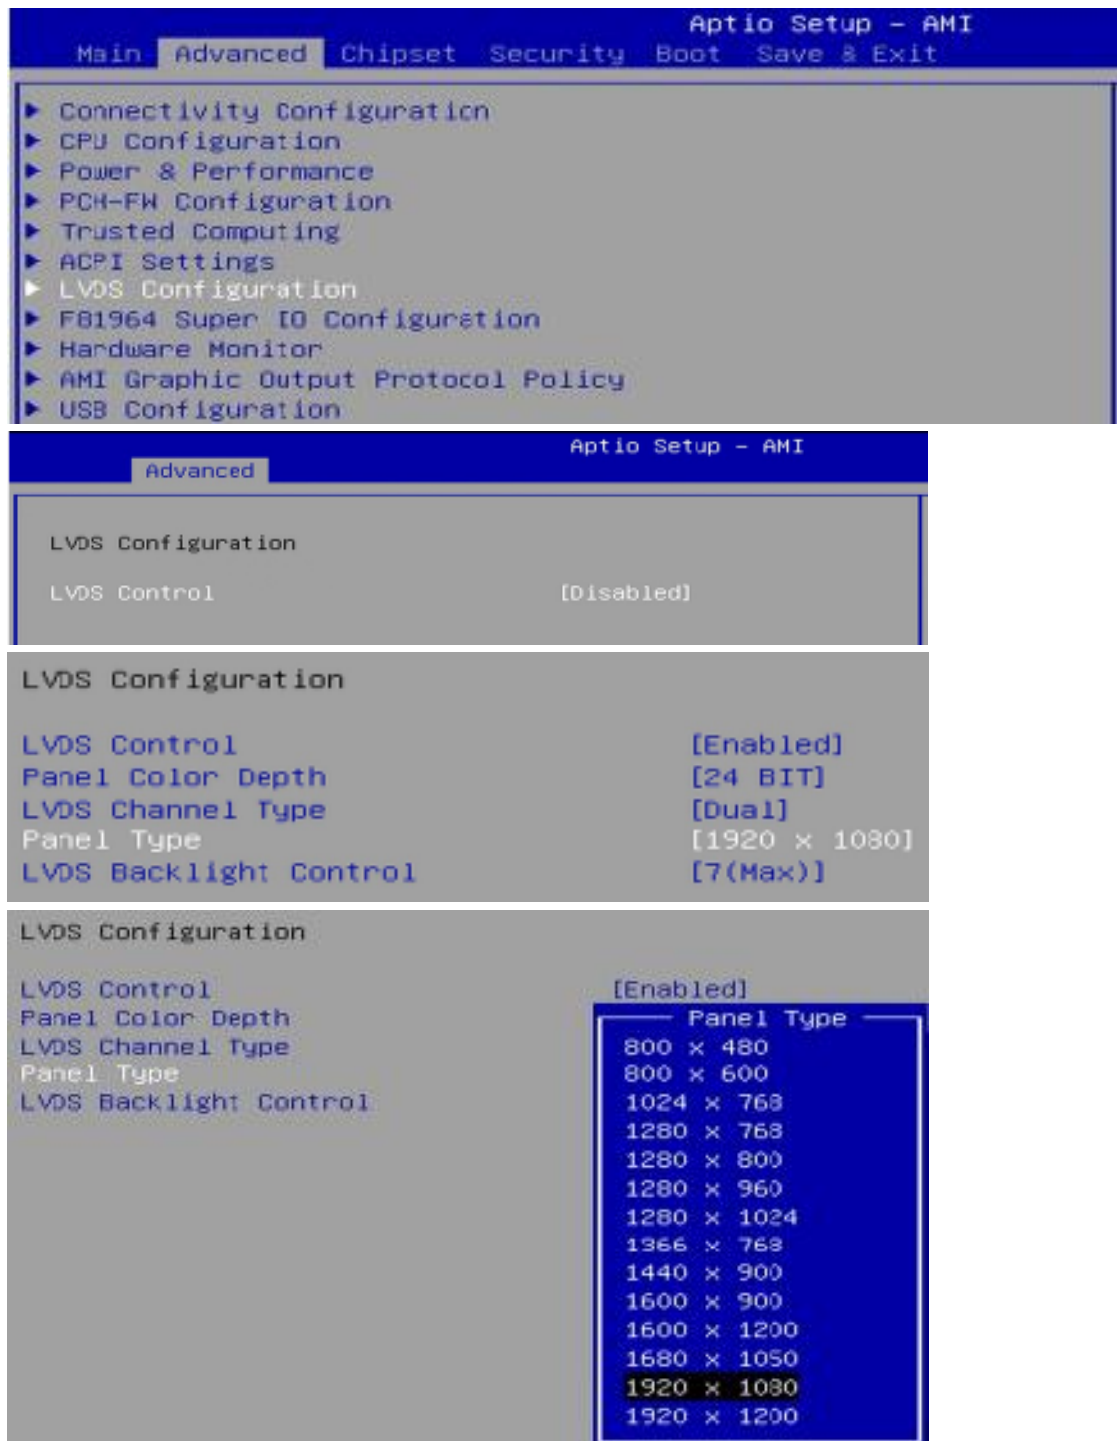 Aptio Setup – AMI
Main Advanced Chipset Security Boot Save & Exit
Connectivity Configuration
CPU Configuration
Power & Performance
PCH-FW Configuration
Trusted Computing
ACPI Settings
LVDS Configuration
F81964 Super IO Configuration
Hardware Monitor
AMI Graphic Output Protocol Policy
USB Configuration
Aptio Setup – AMI
Advanced
LVDS Configuration
LVDS Control [Disabled]
LVDS Configuration
LVDS Control [Enabled]
Panel Color Depth [24 BIT]
LVDS Channel Type [Dual]
Panel Type [1920 x 1080]
LVDS Backlight Control [7(Max)]
LVDS Configuration
LVDS Control [Enabled]
Panel Color Depth
LVDS Channel Type
Panel Type
LVDS Backlight Control
Panel Type
800 x 480
800 x 600
1024 x 768
1280 x 768
1280 x 800
1280 x 960
1280 x 1024
1366 x 768
1440 x 900
1600 x 900
1600 x 1200
1680 x 1050
1920 x 1080
1920 x 1200